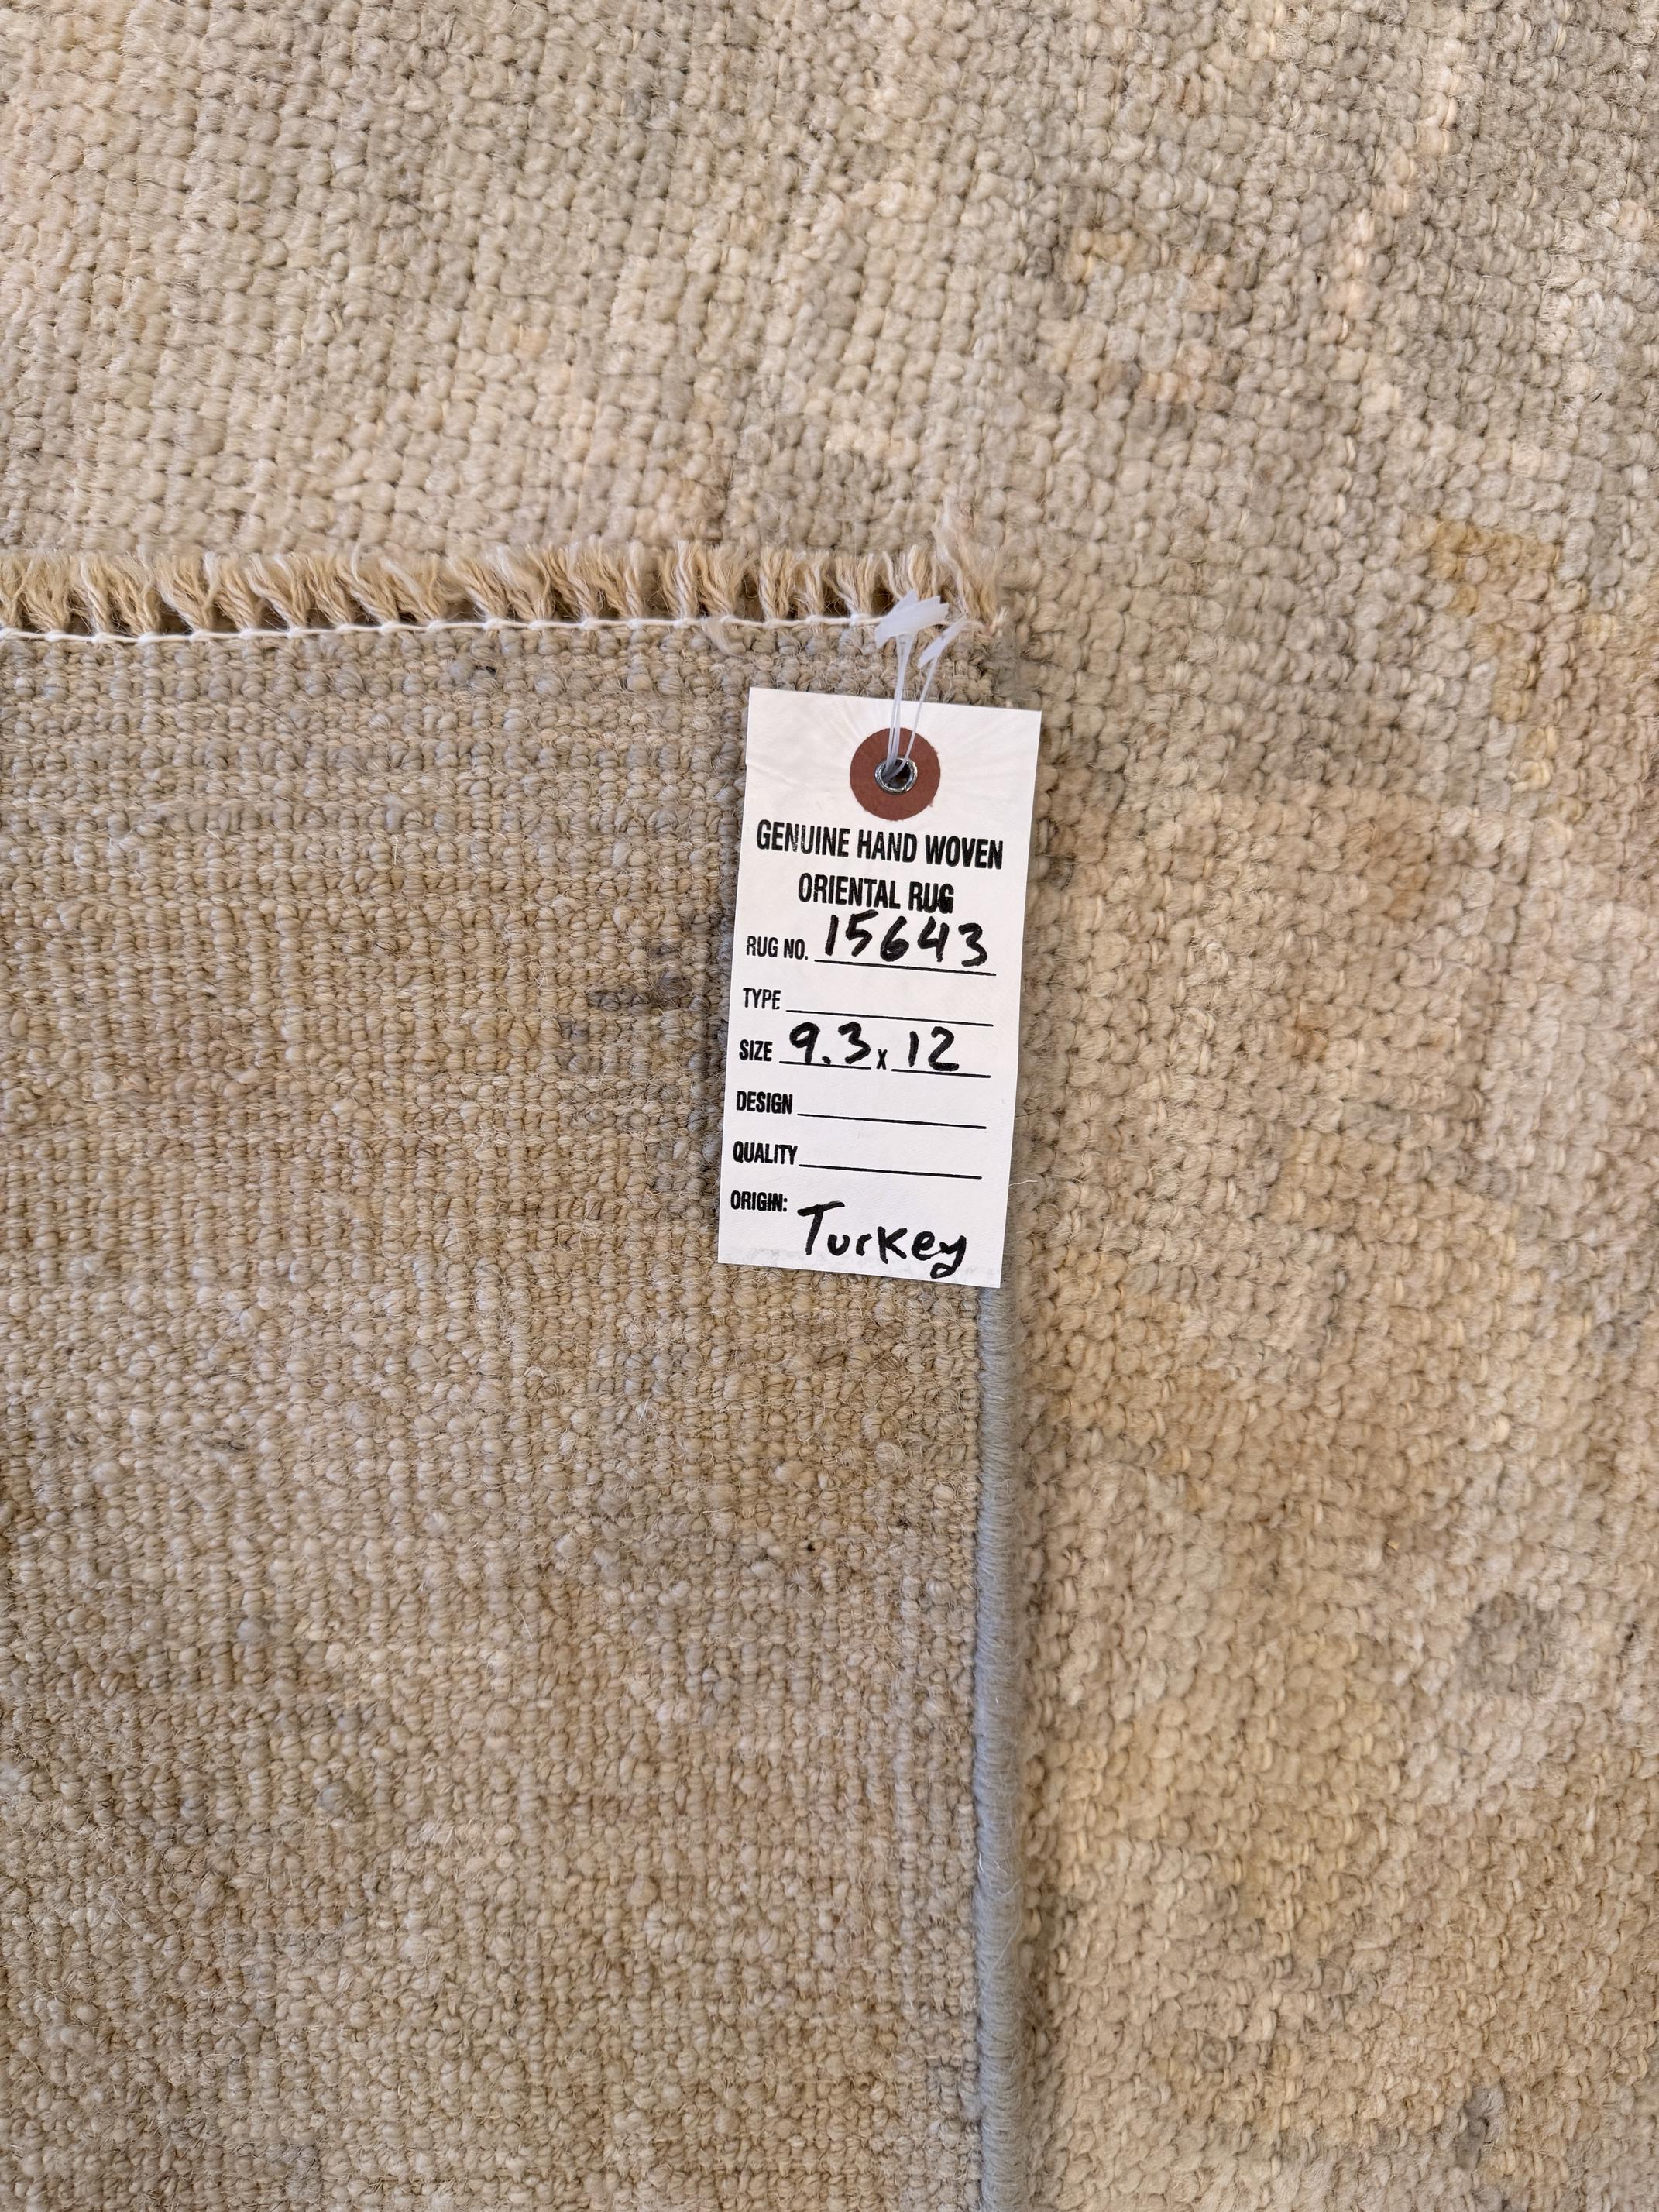 GENUINE HAND WOVEN
ORIENTAL RUG
RUG NO. 15643
TYPE
SIZE 9.3 x 12
DESIGN
QUALITY
ORIGIN: Turkey